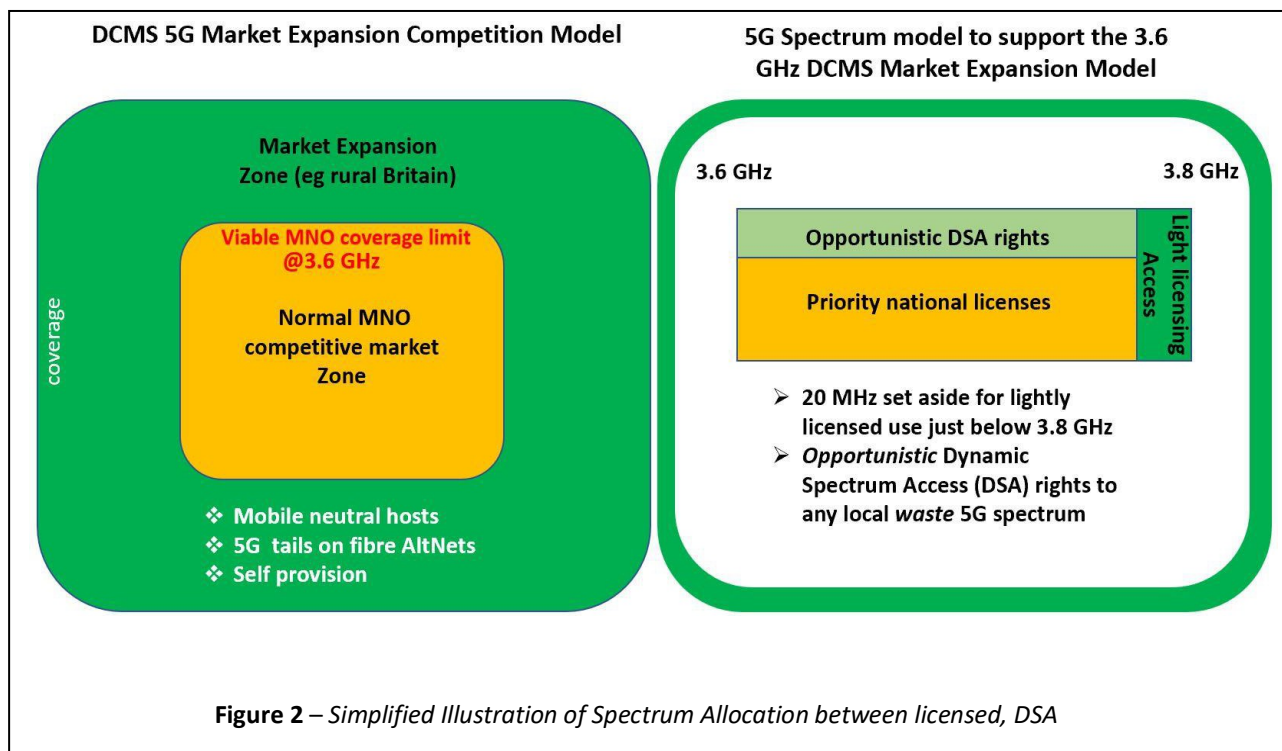 DCMS 5G Market Expansion Competition Model
Market Expansion
Zone (eg rural Britain)
Viable MNO coverage limit
@3.6 GHz
Normal MNO
competitive market
Zone
coverage
❖ Mobile neutral hosts
❖ 5G tails on fibre AltNets
❖ Self provision
5G Spectrum model to support the 3.6
GHz DCMS Market Expansion Model
3.6 GHz
3.8 GHz
Opportunistic DSA rights
Priority national licenses
Light licensing
Access
➢ 20 MHz set aside for lightly
licensed use just below 3.8 GHz
➢ Opportunistic Dynamic
Spectrum Access (DSA) rights to
any local waste 5G spectrum
Figure 2 – Simplified Illustration of Spectrum Allocation between licensed, DSA